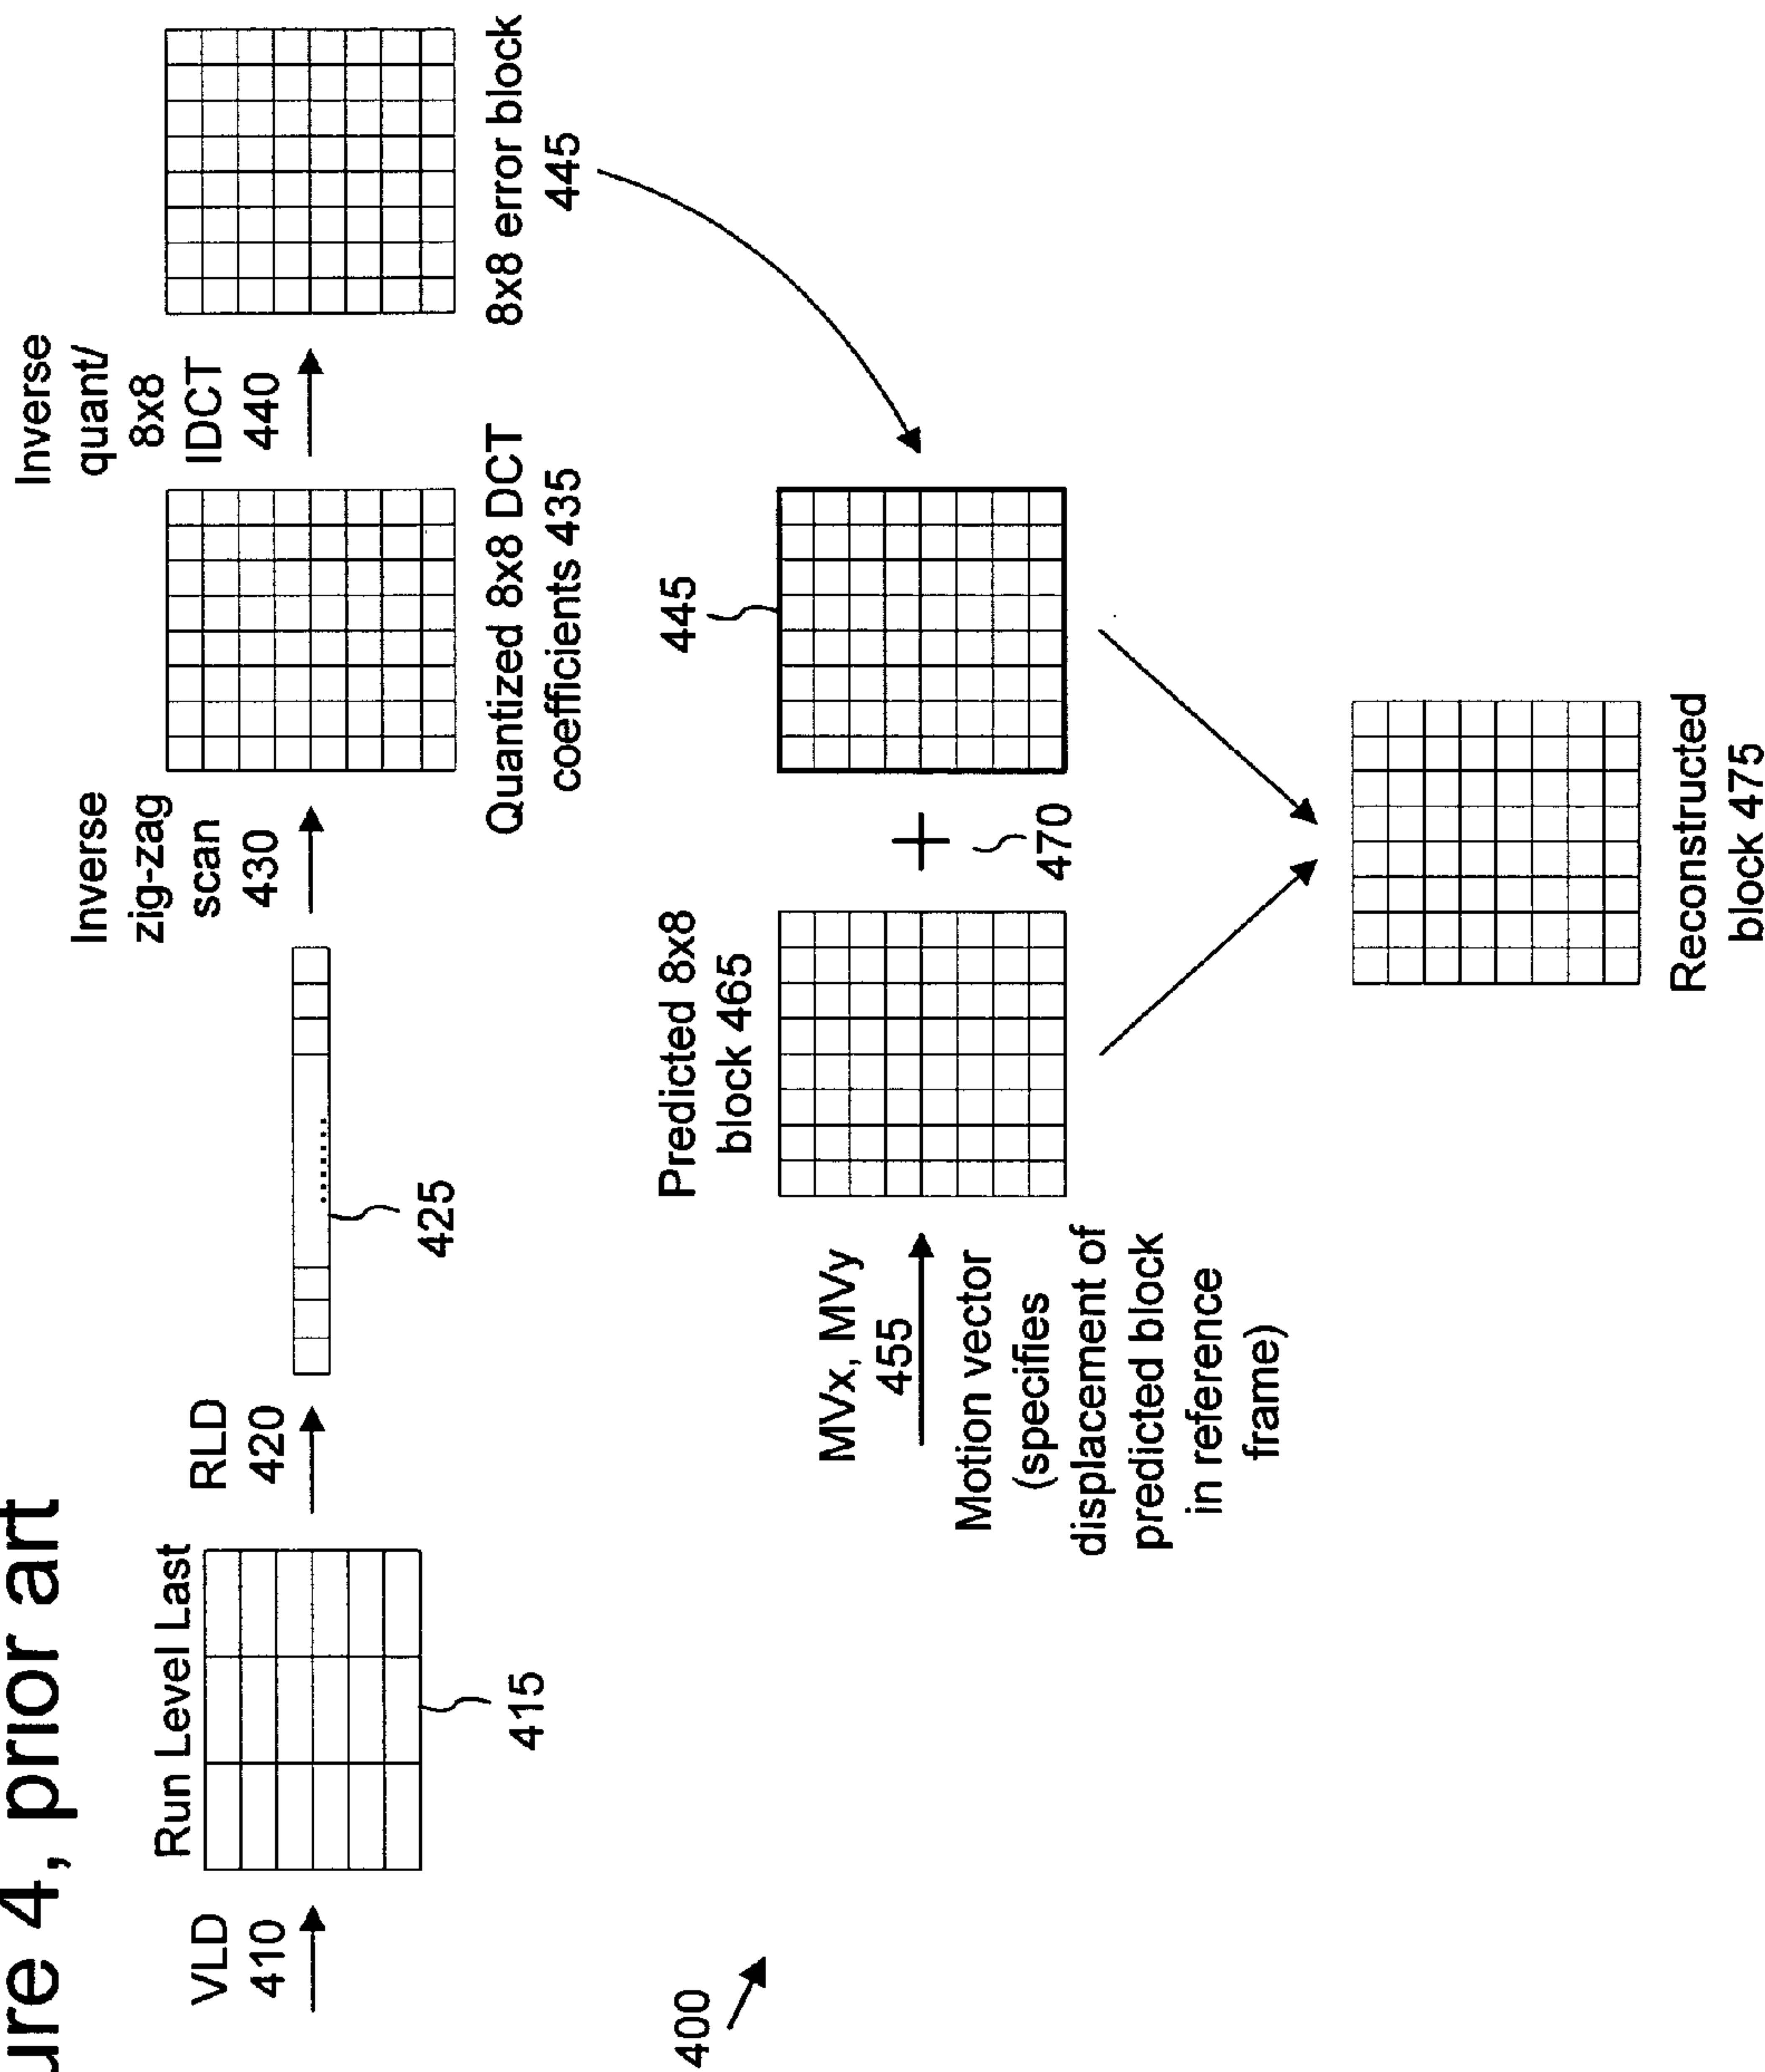 ure 4, prior art
VLD
410
Run Level Last
415
RLD
420
425
Inverse
zig-zag
scan
430
Quantized 8x8 DCT
coefficients 435
Inverse
quant/
8x8
IDCT
440
8x8 error block
445
400
MVx, MVy
455
Motion vector
(specifies
displacement of
predicted block
in reference
frame)
Predicted 8x8
block 465
470
445
Reconstructed
block 475